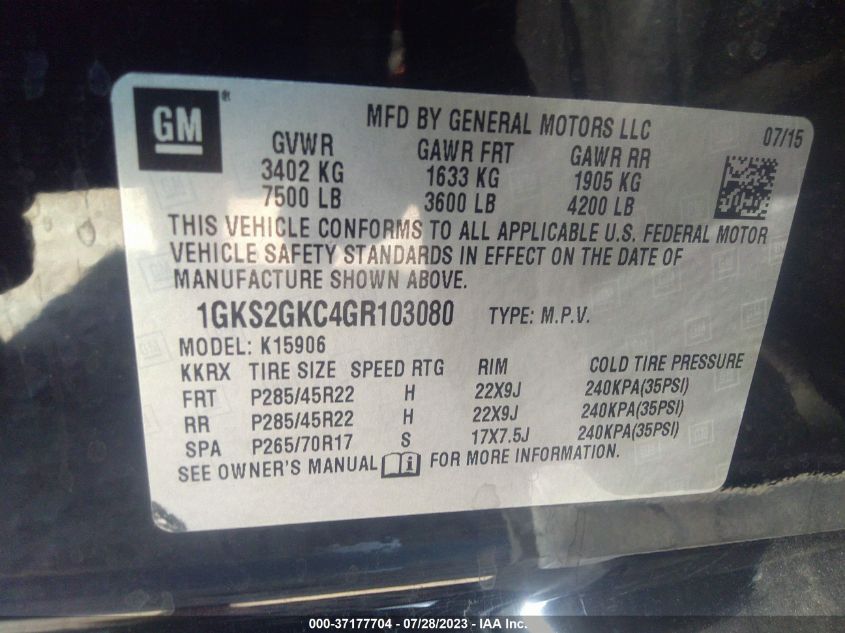 GM ®
MFD BY GENERAL MOTORS LLC
07/15
GVWR GAWR FRT GAWR RR
3402 KG 1633 KG 1905 KG
7500 LB 3600 LB 4200 LB
THIS VEHICLE CONFORMS TO ALL APPLICABLE U.S. FEDERAL MOTOR
VEHICLE SAFETY STANDARDS IN EFFECT ON THE DATE OF
MANUFACTURE SHOWN ABOVE.
1GKS2GKC4GR103080 TYPE: M.P.V.
MODEL: K15906
KKRX TIRE SIZE SPEED RTG RIM COLD TIRE PRESSURE
FRT P285/45R22 H 22X9J 240KPA(35PSI)
RR P285/45R22 H 22X9J 240KPA(35PSI)
SPA P265/70R17 S 17X7.5J 240KPA(35PSI)
SEE OWNER'S MANUAL FOR MORE INFORMATION.
000-37177704 - 07/28/2023 - IAA Inc.